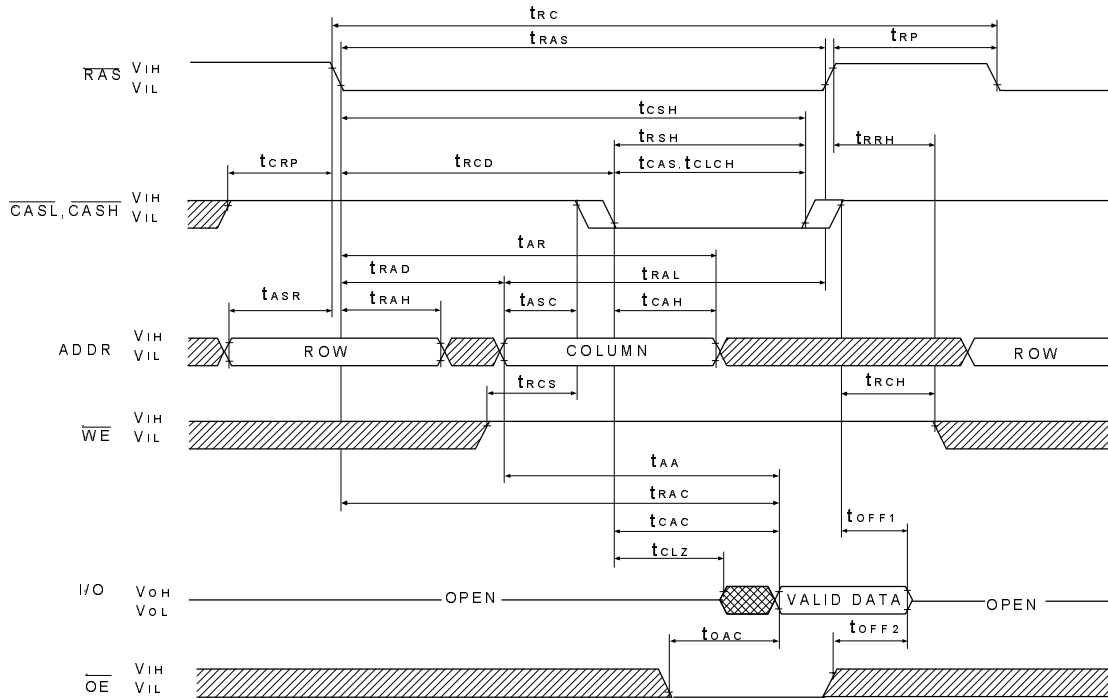 tRC
tRAS
tRP
RAS VIH
VIL
tCSH
tRSH
tRRH
tCRP
tRCD
tCAS.tCLCH
CASL, CASH VIH
VIL
tAR
tRAD
tRAL
tASR
tRAH
tASC
tCAH
ADDR VIH
VIL
ROW
COLUMN
ROW
tRCS
tRCH
WE VIH
VIL
tAA
tRAC
tCAC
tOFF1
tCLZ
I/O VOH
VOL
OPEN
VALID DATA
OPEN
tOAC
tOFF2
OE VIH
VIL